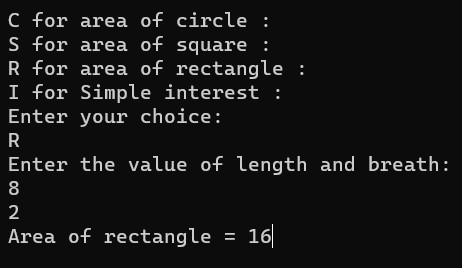 C for area of circle :
S for area of square :
R for area of rectangle :
I for Simple interest :
Enter your choice:
R
Enter the value of length and breath:
8
2
Area of rectangle = 16